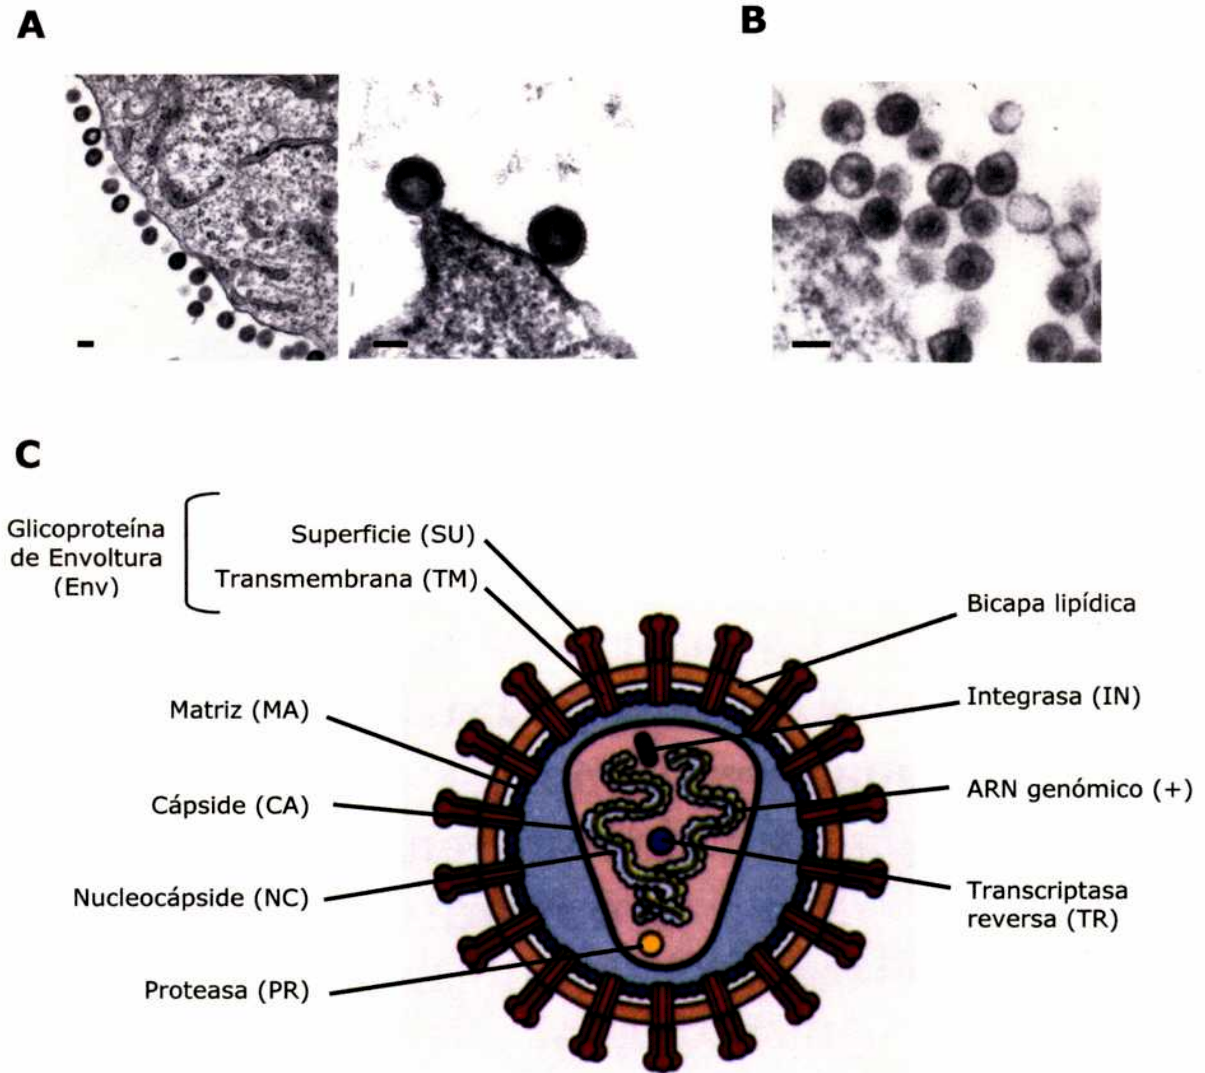 A
B
C
Glicoproteína
de Envoltura
(Env)
Superficie (SU)
Transmembrana (TM)
Matriz (MA)
Cápside (CA)
Nucleocápside (NC)
Proteasa (PR)
Bicapa lipídica
Integrasa (IN)
ARN genómico (+)
Transcriptasa
reversa (TR)